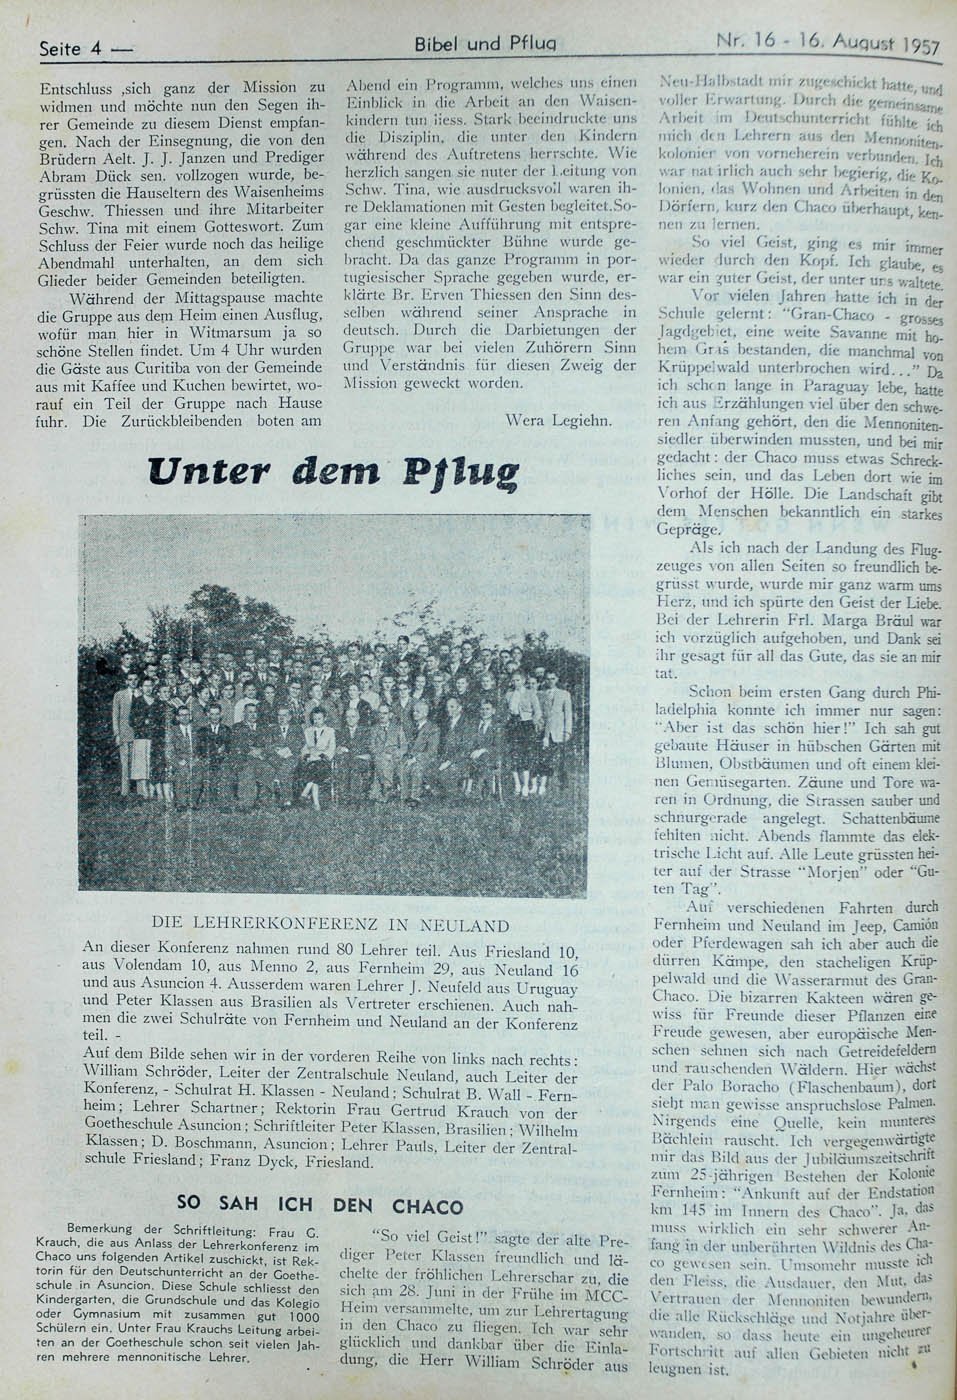 Seite 4 —
Bibel und Pflug
Nr. 16 - 16. August 1957
Entschluss ,sich ganz der Mission zu
widmen und möchte nun den Segen ih-
rer Gemeinde zu diesem Dienst empfan-
gen. Nach der Einsegnung, die von den
Brüdern Aelt. J. J. Janzen und Prediger
Abram Dück sen. vollzogen wurde, be-
grüssten die Hauseltern des Waisenheims
Geschw. Thiessen und ihre Mitarbeiter
Schw. Tina mit einem Gotteswort. Zum
Schluss der Feier wurde noch das heilige
Abendmahl unterhalten, an dem sich
Glieder beider Gemeinden beteiligten.
Während der Mittagspause machte
die Gruppe aus dem Heim einen Ausflug,
wofür man hier in Witmarsum ja so
schöne Stellen findet. Um 4 Uhr wurden
die Gäste aus Curitiba von der Gemeinde
aus mit Kaffee und Kuchen bewirtet, wo-
rauf ein Teil der Gruppe nach Hause
fuhr. Die Zurückbleibenden boten am
Abend ein Programm, welches uns einen
Einblick in die Arbeit an den Waisen-
kindern tun liess. Stark beeindruckte uns
die Disziplin, die unter den Kindern
während des Auftretens herrschte. Wie
herzlich sangen sie nuter der Leitung von
Schw. Tina, wie ausdrucksvoll waren ih-
re Deklamationen mit Gesten begleitet.So-
gar eine kleine Aufführung mit entspre-
chend geschmückter Bühne wurde ge-
bracht. Da das ganze Programm in por-
tugiesischer Sprache gegeben wurde, er-
klärte Br. Erven Thiessen den Sinn des-
selben während seiner Ansprache in
deutsch. Durch die Darbietungen der
Gruppe war bei vielen Zuhörern Sinn
und Verständnis für diesen Zweig der
Mission geweckt worden.
Wera Legiehn.
Unter dem Pflug
DIE LEHRERKONFERENZ IN NEULAND
An dieser Konferenz nahmen rund 80 Lehrer teil. Aus Friesland 10,
aus Volendam 10, aus Menno 2, aus Fernheim 29, aus Neuland 16
und aus Asuncion 4. Ausserdem waren Lehrer J. Neufeld aus Uruguay
und Peter Klassen aus Brasilien als Vertreter erschienen. Auch nah-
men die zwei Schulräte von Fernheim und Neuland an der Konferenz
teil. -
Auf dem Bilde sehen wir in der vorderen Reihe von links nach rechts:
William Schröder, Leiter der Zentralschule Neuland, auch Leiter der
Konferenz, - Schulrat H. Klassen - Neuland; Schulrat B. Wall - Fern-
heim; Lehrer Schartner; Rektorin Frau Gertrud Krauch von der
Goetheschule Asuncion; Schriftleiter Peter Klassen, Brasilien; Wilhelm
Klassen; D. Boschmann, Asuncion; Lehrer Pauls, Leiter der Zentral-
schule Friesland; Franz Dyck, Friesland.
SO SAH ICH DEN CHACO
Bemerkung der Schriftleitung: Frau G.
Krauch, die aus Anlass der Lehrerkonferenz im
Chaco uns folgenden Artikel zuschickt, ist Rek-
torin für den Deutschunterricht an der Goethe-
schule in Asuncion. Diese Schule schliesst den
Kindergarten, die Grundschule und das Kolegio
oder Gymnasium mit zusammen gut 1000
Schülern ein. Unter Frau Krauchs Leitung arbei-
ten an der Goetheschule schon seit vielen Jah-
ren mehrere mennonitische Lehrer.
"So viel Geist!" sagte der alte Pre-
diger Peter Klassen freundlich und lä-
chelte der fröhlichen Lehrerschar zu, die
sich am 28. Juni in der Frühe im MCC-
Heim versammelte, um zur Lehrertagung
in den Chaco zu fliegen. Ich war sehr
glücklich und dankbar über die Einla-
dung, die Herr William Schröder aus
Neu-Halbstadt mir zugeschickt hatte, und
voller Erwartung. Durch die gemeinsame
Arbeit im Deutschunterricht fühlte ich
mich den Lehrern aus den Mennoniten-
kolonien von vorneherein verbunden. Ich
war natürlich auch sehr begierig, die Ko-
lonien, das Wohnen und Arbeiten in den
Dörfern, kurz den Chaco überhaupt, ken-
nen zu lernen.
So viel Geist, ging es mir immer
wieder durch den Kopf. Ich glaube, es
war ein guter Geist, der unter uns waltete.
Vor vielen Jahren hatte ich in der
Schule gelernt: "Gran-Chaco - grosses
Jagdgebiet, eine weite Savanne mit ho-
hem Gras bestanden, die manchmal von
Krüppelwald unterbrochen wird..." Da
ich schon lange in Paraguay lebe, hatte
ich aus Erzählungen viel über den schwe-
ren Anfang gehört, den die Mennoniten-
siedler überwinden mussten, und bei mir
gedacht: der Chaco muss etwas Schreck-
liches sein, und das Leben dort wie im
Vorhof der Hölle. Die Landschaft gibt
dem Menschen bekanntlich ein starkes
Gepräge.
Als ich nach der Landung des Flug-
zeuges von allen Seiten so freundlich be-
grüsst wurde, wurde mir ganz warm ums
Herz, und ich spürte den Geist der Liebe.
Bei der Lehrerin Frl. Marga Bräul war
ich vorzüglich aufgehoben, und Dank sei
ihr gesagt für all das Gute, das sie an mir
tat.
Schon beim ersten Gang durch Phi-
ladelphia konnte ich immer nur sagen:
"Aber ist das schön hier!" Ich sah gut
gebaute Häuser in hübschen Gärten mit
Blumen, Obstbäumen und oft einem klei-
nen Gemüsegarten. Zäune und Tore wa-
ren in Ordnung, die Strassen sauber und
schnurgerade angelegt. Schattenbäume
fehlten nicht. Abends flammte das elek-
trische Licht auf. Alle Leute grüssten hei-
ter auf der Strasse "Morjen" oder "Gu-
ten Tag".
Auf verschiedenen Fahrten durch
Fernheim und Neuland im Jeep, Camión
oder Pferdewagen sah ich aber auch die
dürren Kämpe, den stacheligen Krüp-
pelwald und die Wasserarmut des Gran-
Chaco. Die bizarren Kakteen wären ge-
wiss für Freunde dieser Pflanzen eine
Freude gewesen, aber europäische Men-
schen sehnen sich nach Getreidefeldern
und rauschenden Wäldern. Hier wächst
der Palo Boracho (Flaschenbaum), dort
sieht man gewisse anspruchslose Palmen.
Nirgends eine Quelle, kein munteres
Bächlein rauscht. Ich vergegenwärtigte
mir das Bild aus der Jubiläumszeitschrift
zum 25-jährigen Bestehen der Kolonie
Fernheim: "Ankunft auf der Endstation
km 145 im Innern des Chaco". Ja, das
muss wirklich ein sehr schwerer An-
fang in der unberührten Wildnis des Cha-
co gewesen sein. Umsomehr musste ich
den Fleiss, die Ausdauer, den Mut, das
Vertrauen der Mennoniten bewundern,
die alle Rückschläge und Notjahre über-
wanden, so dass heute ein ungeheurer
Fortschritt auf allen Gebieten nicht zu
leugnen ist.